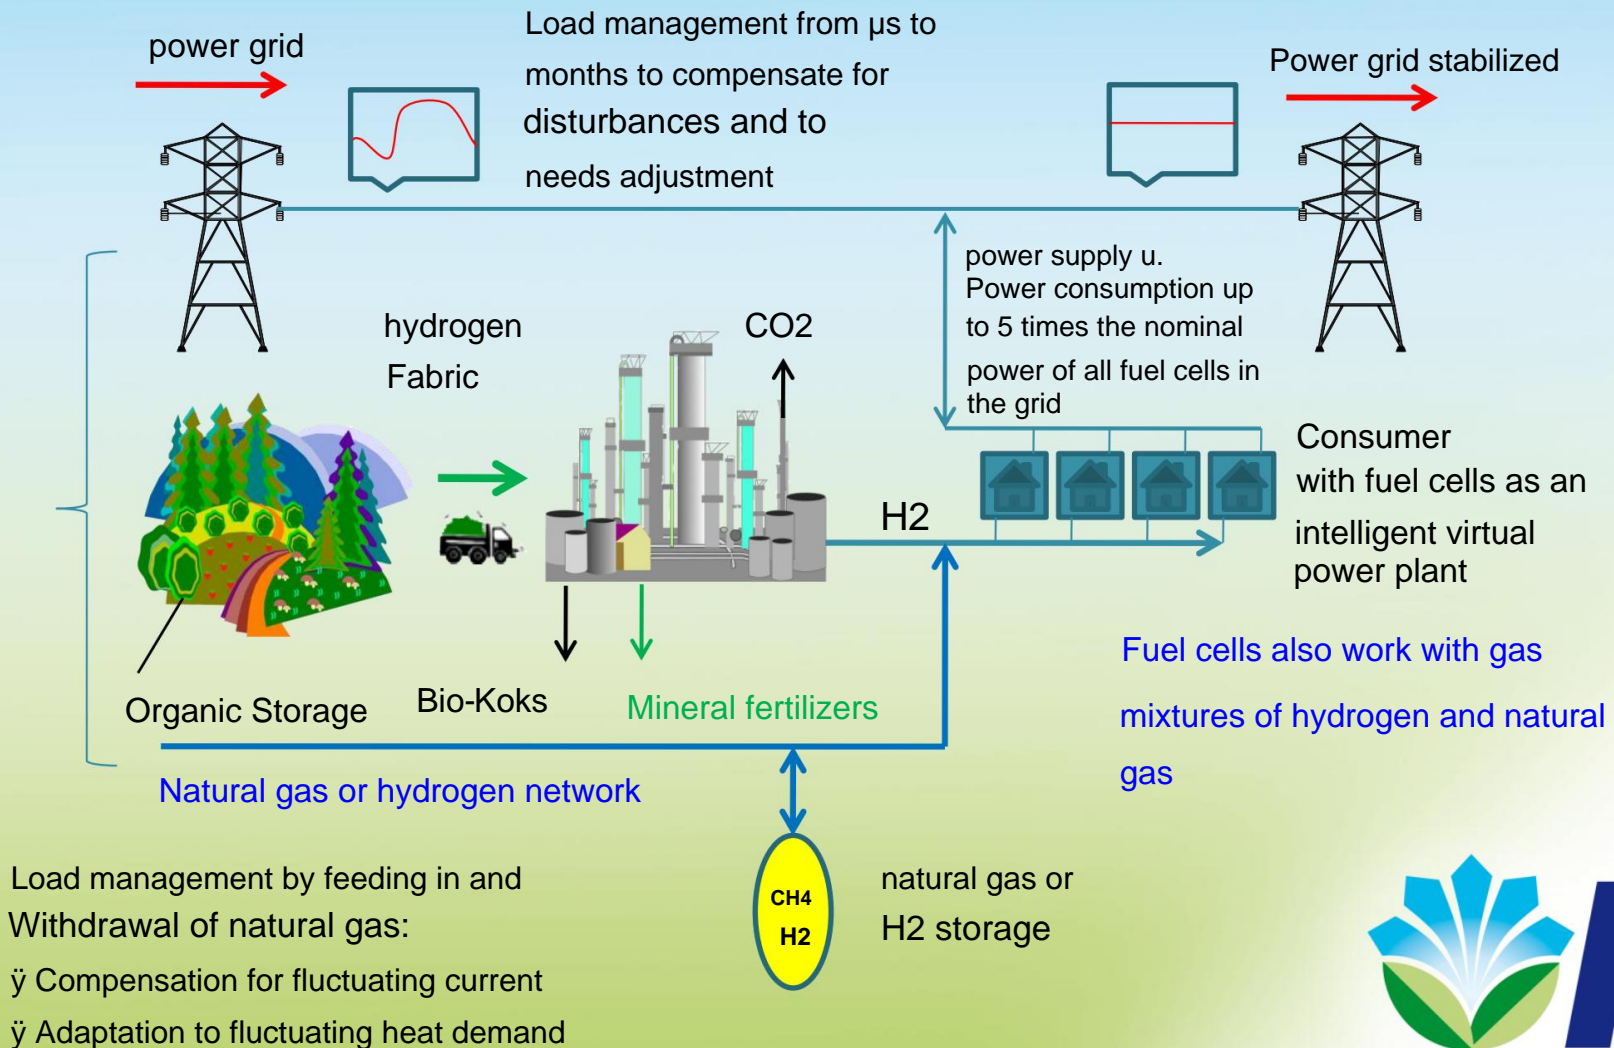 power grid
Load management from µs to
months to compensate for
disturbances and to
needs adjustment
Power grid stabilized
power supply u.
Power consumption up
to 5 times the nominal
power of all fuel cells in
the grid
hydrogen
Fabric
CO2
H2
Consumer
with fuel cells as an
intelligent virtual
power plant
Organic Storage
Bio-Koks
Mineral fertilizers
Fuel cells also work with gas
mixtures of hydrogen and natural
gas
Natural gas or hydrogen network
CH4
H2
natural gas or
H2 storage
Load management by feeding in and
Withdrawal of natural gas:
ÿ Compensation for fluctuating current
ÿ Adaptation to fluctuating heat demand